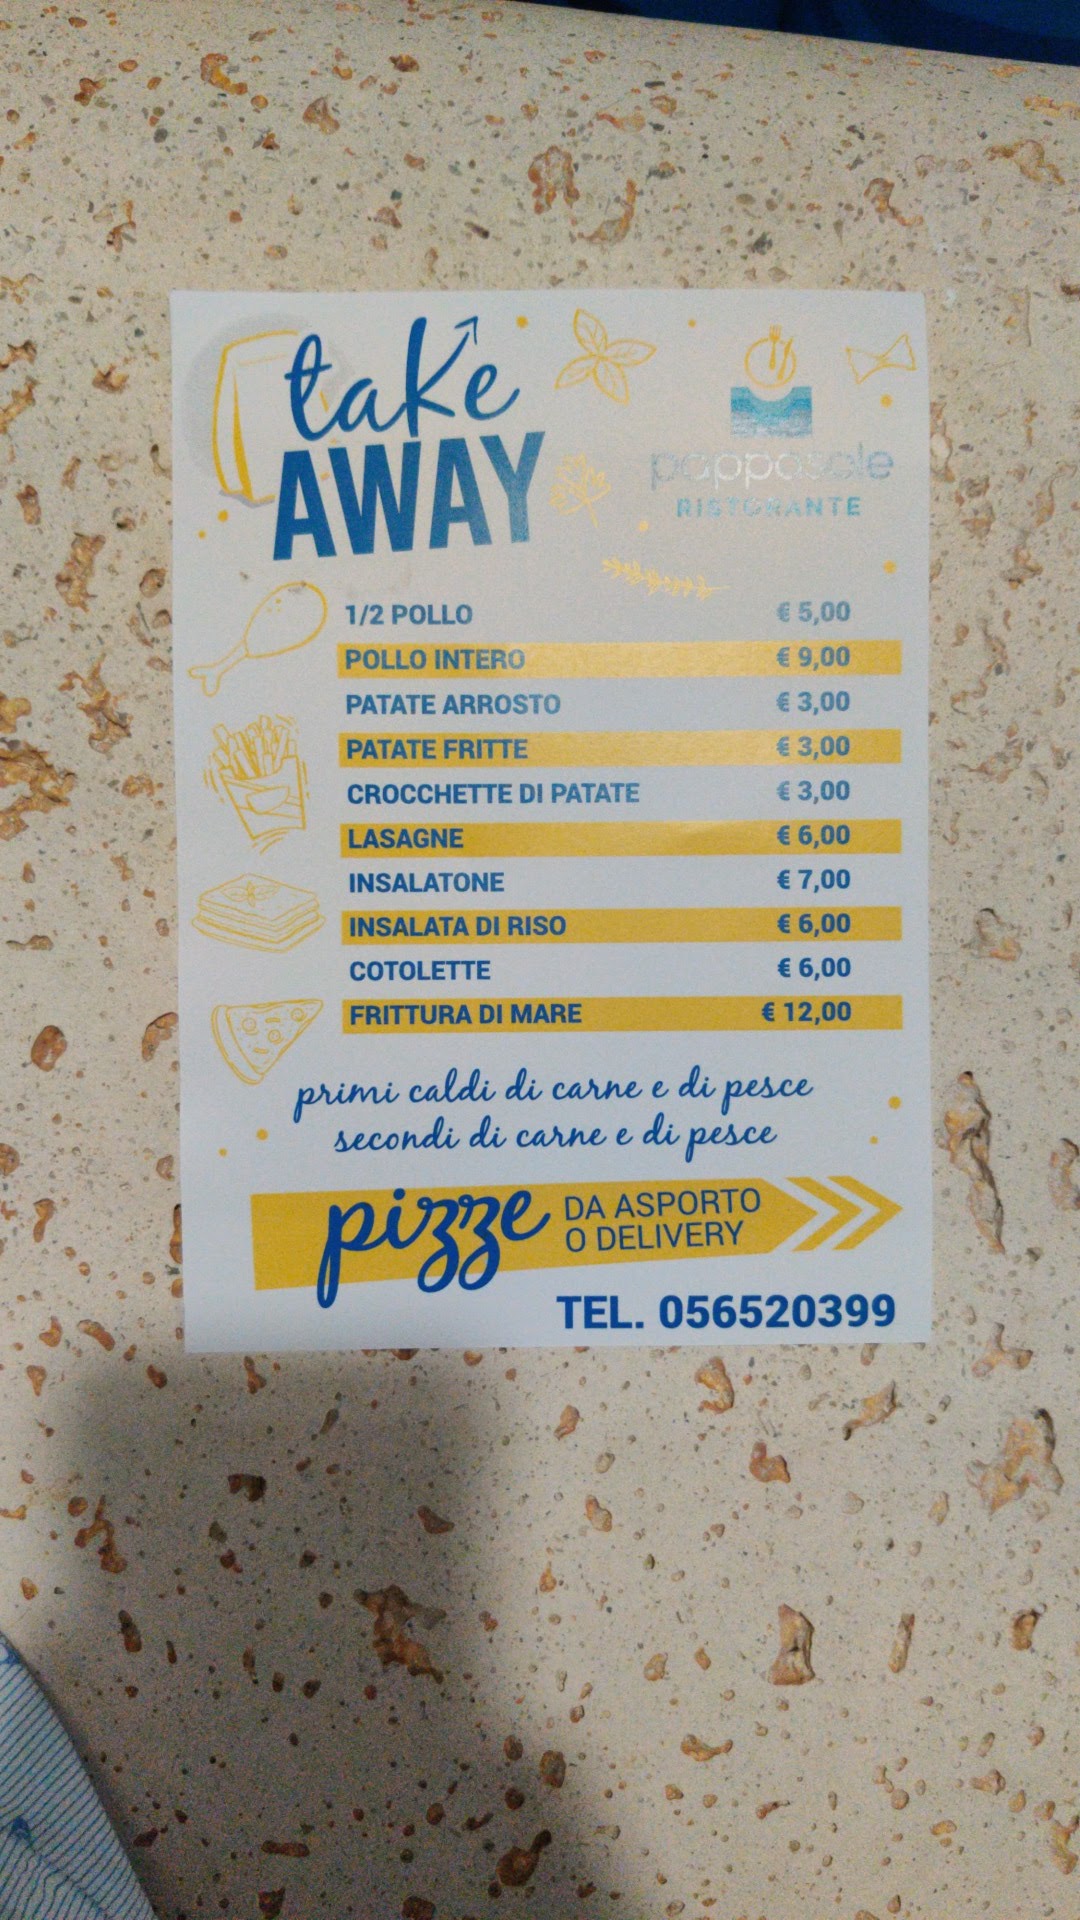 take
AWAY
pappasole
RISTORANTE
1/2 POLLO € 5,00
POLLO INTERO € 9,00
PATATE ARROSTO € 3,00
PATATE FRITTE € 3,00
CROCCHETTE DI PATATE € 3,00
LASAGNE € 6,00
INSALATONE € 7,00
INSALATA DI RISO € 6,00
COTOLETTE € 6,00
FRITTURA DI MARE € 12,00
primi caldi di carne e di pesce
secondi di carne e di pesce
pizze DA ASPORTO
O DELIVERY
TEL. 056520399